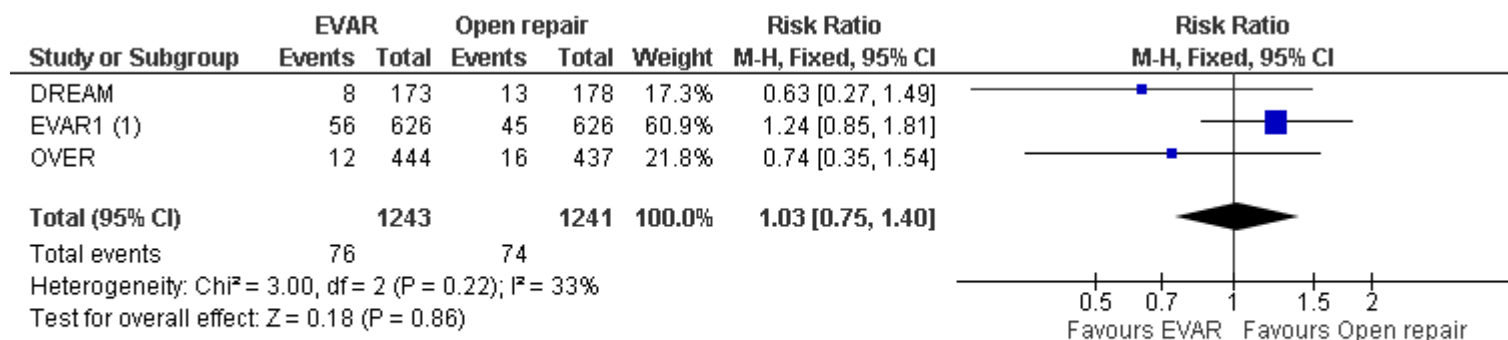 EVAR Open repair Risk Ratio Risk Ratio
Study or Subgroup Events Total Events Total Weight M-H, Fixed, 95% CI M-H, Fixed, 95% CI
DREAM 8 173 13 178 17.3% 0.63 [0.27, 1.49]
EVAR1 (1) 56 626 45 626 60.9% 1.24 [0.85, 1.81]
OVER 12 444 16 437 21.8% 0.74 [0.35, 1.54]
Total (95% CI) 1243 1241 100.0% 1.03 [0.75, 1.40]
Total events 76 74
Heterogeneity: Chi² = 3.00, df = 2 (P = 0.22); I² = 33%
Test for overall effect: Z = 0.18 (P = 0.86)
0.5 0.7 1 1.5 2
Favours EVAR Favours Open repair